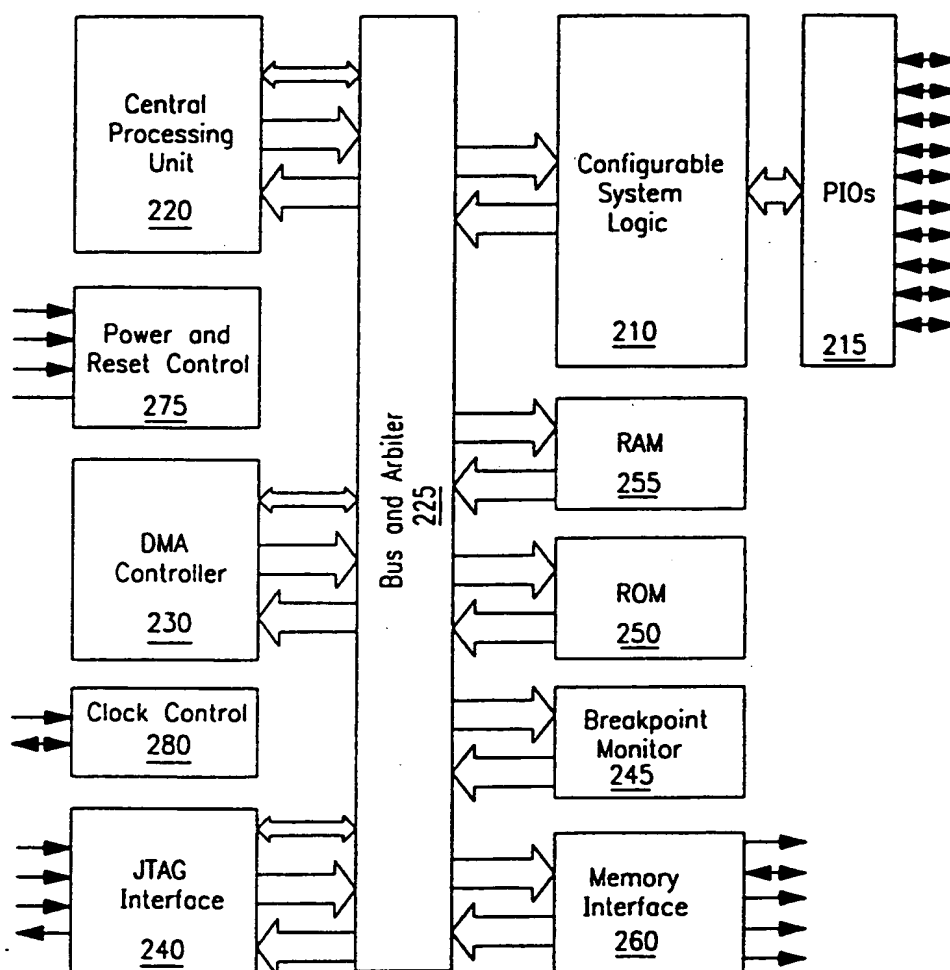 Central
Processing
Unit
220
Power and
Reset Control
275
DMA
Controller
230
Clock Control
280
JTAG
Interface
240
Bus and Arbiter
225
Configurable
System
Logic
210
PIOs
215
RAM
255
ROM
250
Breakpoint
Monitor
245
Memory
Interface
260